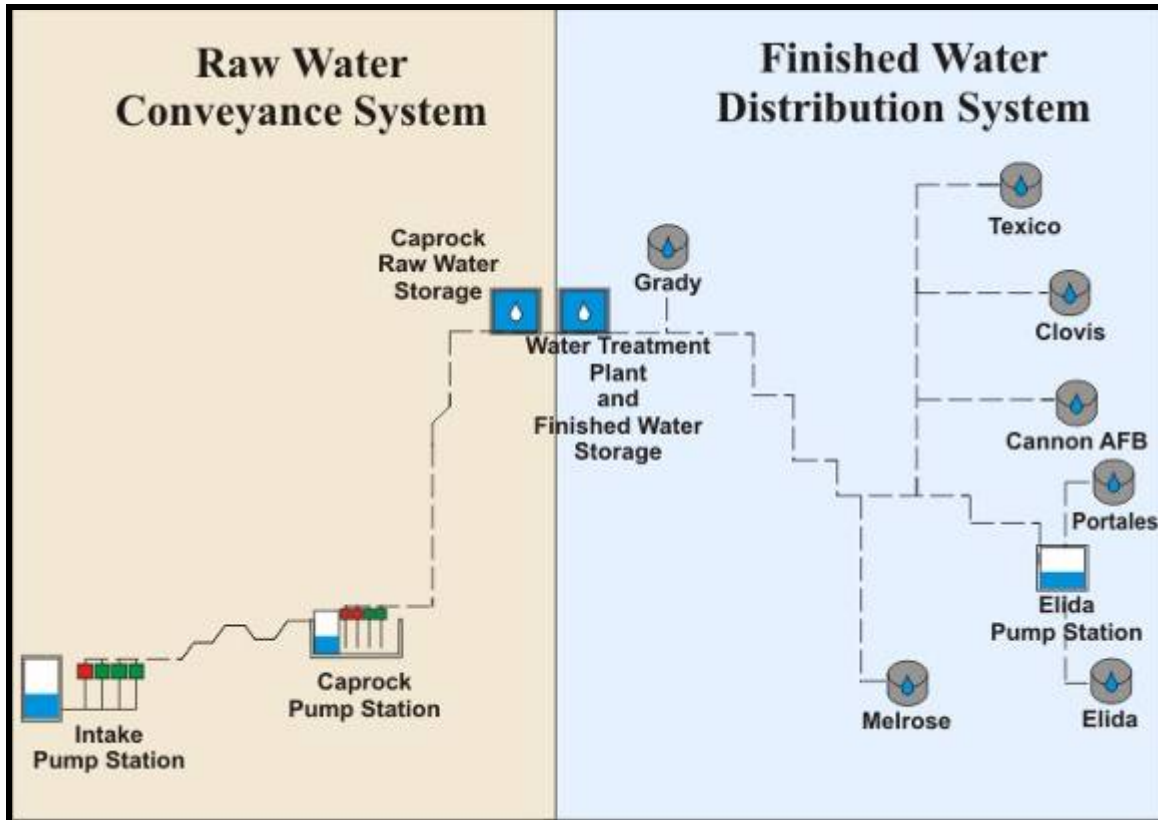 Raw Water
Conveyance System
Finished Water
Distribution System
Texico
Caprock
Raw Water
Storage
Grady
Clovis
Water Treatment
Plant
and
Finished Water
Storage
Cannon AFB
Portales
Elida
Pump Station
Caprock
Pump Station
Melrose
Elida
Intake
Pump Station